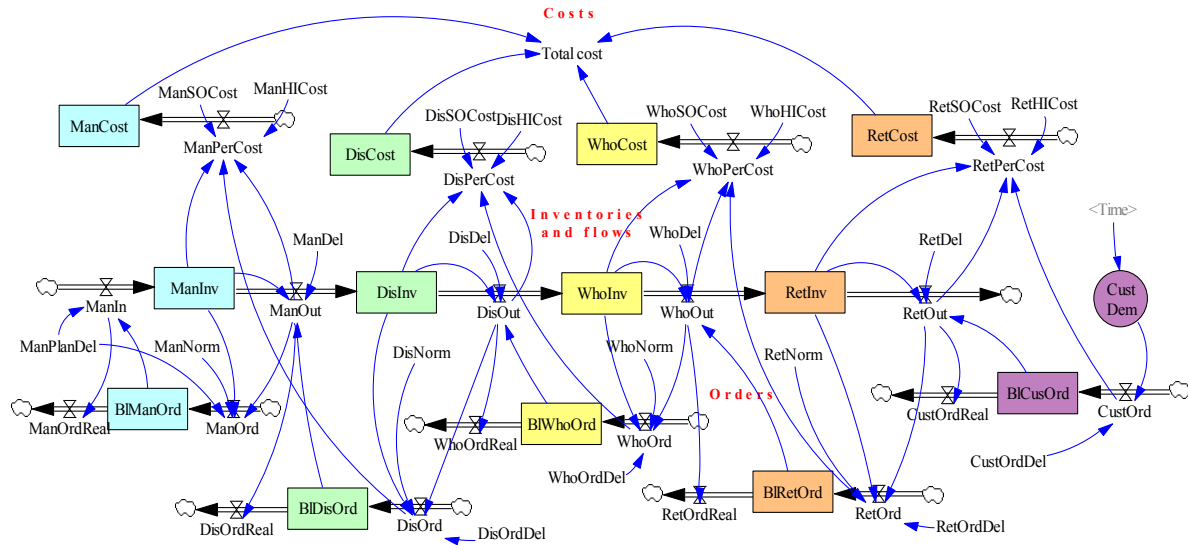 Costs
Total cost
ManSOCost
ManHICost
ManCost
ManPerCost
DisSOCost
DisHICost
DisCost
DisPerCost
WhoSOCost
WhoHICost
WhoCost
WhoPerCost
RetSOCost
RetHICost
RetCost
RetPerCost
Inventories
and flows
<Time>
ManDel
DisDel
WhoDel
RetDel
ManInv
DisInv
WhoInv
RetInv
Cust
Dem
ManIn
ManOut
DisOut
WhoOut
RetOut
ManPlanDel
ManNorm
DisNorm
WhoNorm
RetNorm
Orders
BlManOrd
ManOrdReal
ManOrd
BlWhoOrd
WhoOrdReal
WhoOrd
BlCusOrd
CustOrdReal
CustOrd
WhoOrdDel
CustOrdDel
BlDisOrd
DisOrdReal
DisOrd
DisOrdDel
BlRetOrd
RetOrdReal
RetOrd
RetOrdDel